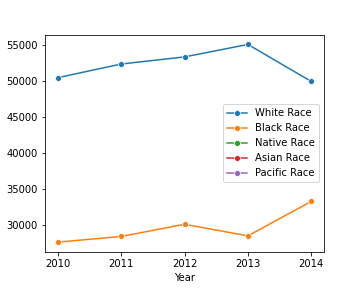 55000
50000
45000
40000
35000
30000
White Race
Black Race
Native Race
Asian Race
Pacific Race
2010 2011 2012 2013 2014
Year